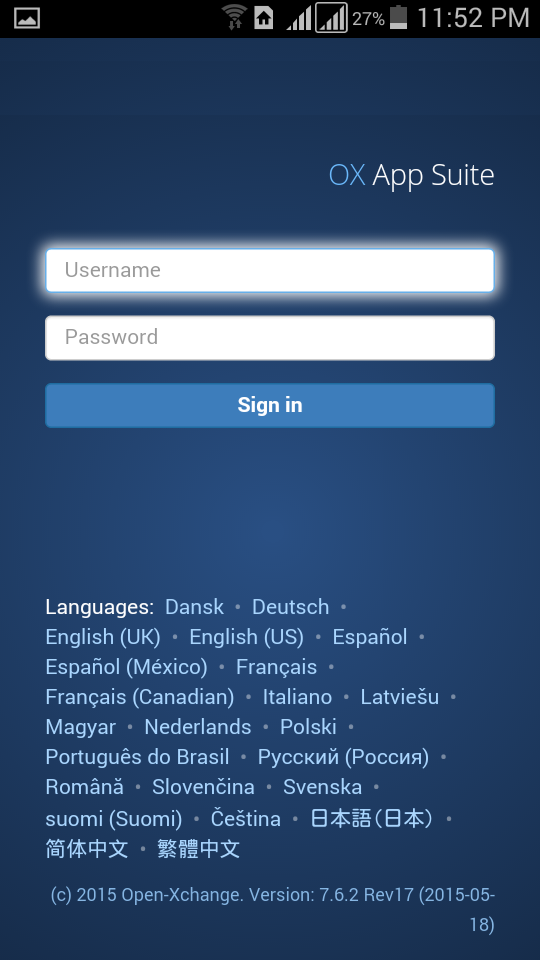 27% 11:52 PM
OX App Suite
Username
Password
Sign in
Languages: Dansk • Deutsch •
English (UK) • English (US) • Español •
Español (México) • Français •
Français (Canadian) • Italiano • Latviešu •
Magyar • Nederlands • Polski •
Português do Brasil • Русский (Россия) •
Română • Slovenčina • Svenska •
suomi (Suomi) • Čeština • 日本語(日本) •
简体中文 • 繁體中文
(c) 2015 Open-Xchange. Version: 7.6.2 Rev17 (2015-05-
18)